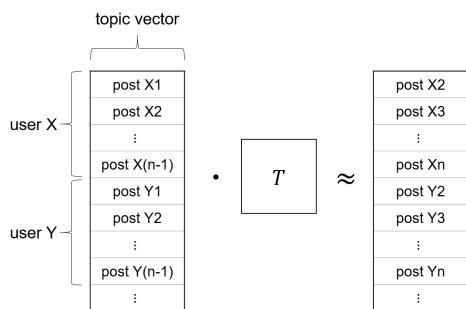 topic vector
user X
user Y
post X1
post X2
⋮
post X(n-1)
post Y1
post Y2
⋮
post Y(n-1)
⋮
· T ≈
post X2
post X3
⋮
post Xn
post Y2
post Y3
⋮
post Yn
⋮